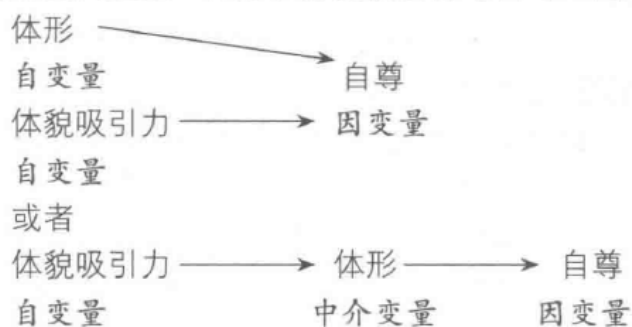 体形
自变量 自尊
体貌吸引力 因变量
自变量
或者
体貌吸引力 体形 自尊
自变量 中介变量 因变量